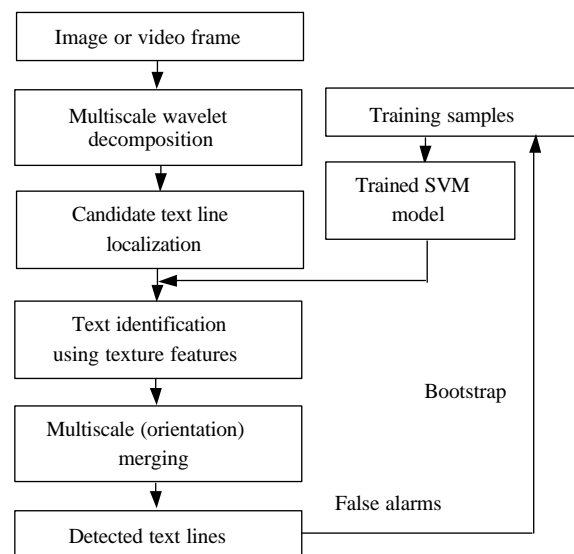 Image or video frame
Multiscale wavelet
decomposition
Training samples
Candidate text line
localization
Trained SVM
model
Text identification
using texture features
Bootstrap
Multiscale (orientation)
merging
False alarms
Detected text lines